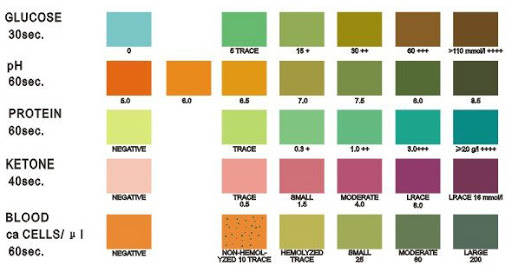 GLUCOSE
30sec.
0 5 TRACE 15 + 30 ++ 60 +++ >110 mmol/l ++++
pH
60sec.
5.0 6.0 6.5 7.0 7.5 8.0 8.5
PROTEIN
60sec.
NEGATIVE TRACE 0.3 + 1.0 ++ 3.0+++ ≥20 g/l ++++
KETONE
40sec.
NEGATIVE TRACE SMALL MODERATE LRACE LRACE 16 mmol/l
0.5 1.5 4.0 8.0
BLOOD
ca CELLS/ μl
60sec.
NEGATIVE NON-HEMOL- HEMOLYZED SMALL MODERATE LARGE
YZED 10 TRACE TRACE 25 80 200